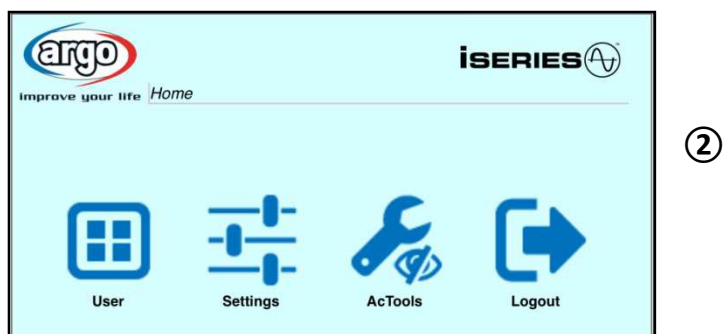 argo
iSERIES
improve your life Home
②
User Settings AcTools Logout